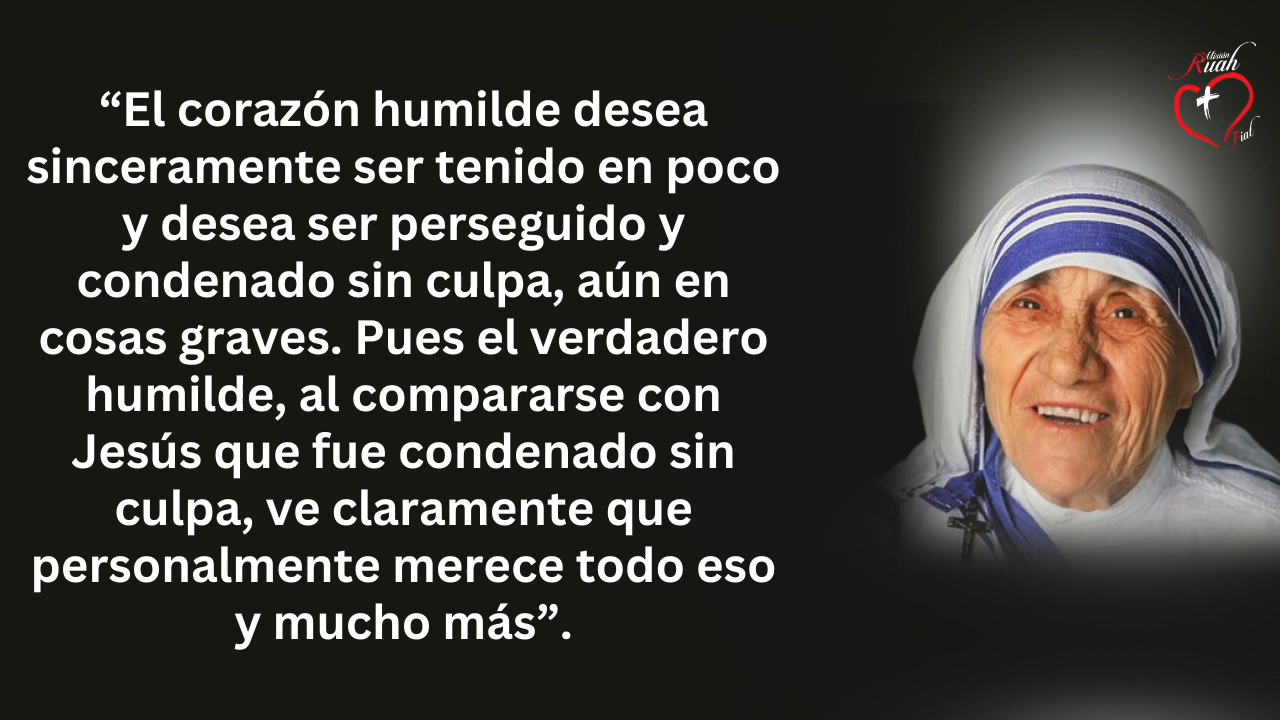 “El corazón humilde desea
sinceramente ser tenido en poco
y desea ser perseguido y
condenado sin culpa, aún en
cosas graves. Pues el verdadero
humilde, al compararse con
Jesús que fue condenado sin
culpa, ve claramente que
personalmente merece todo eso
y mucho más”.
Misión
Ruah
Fial